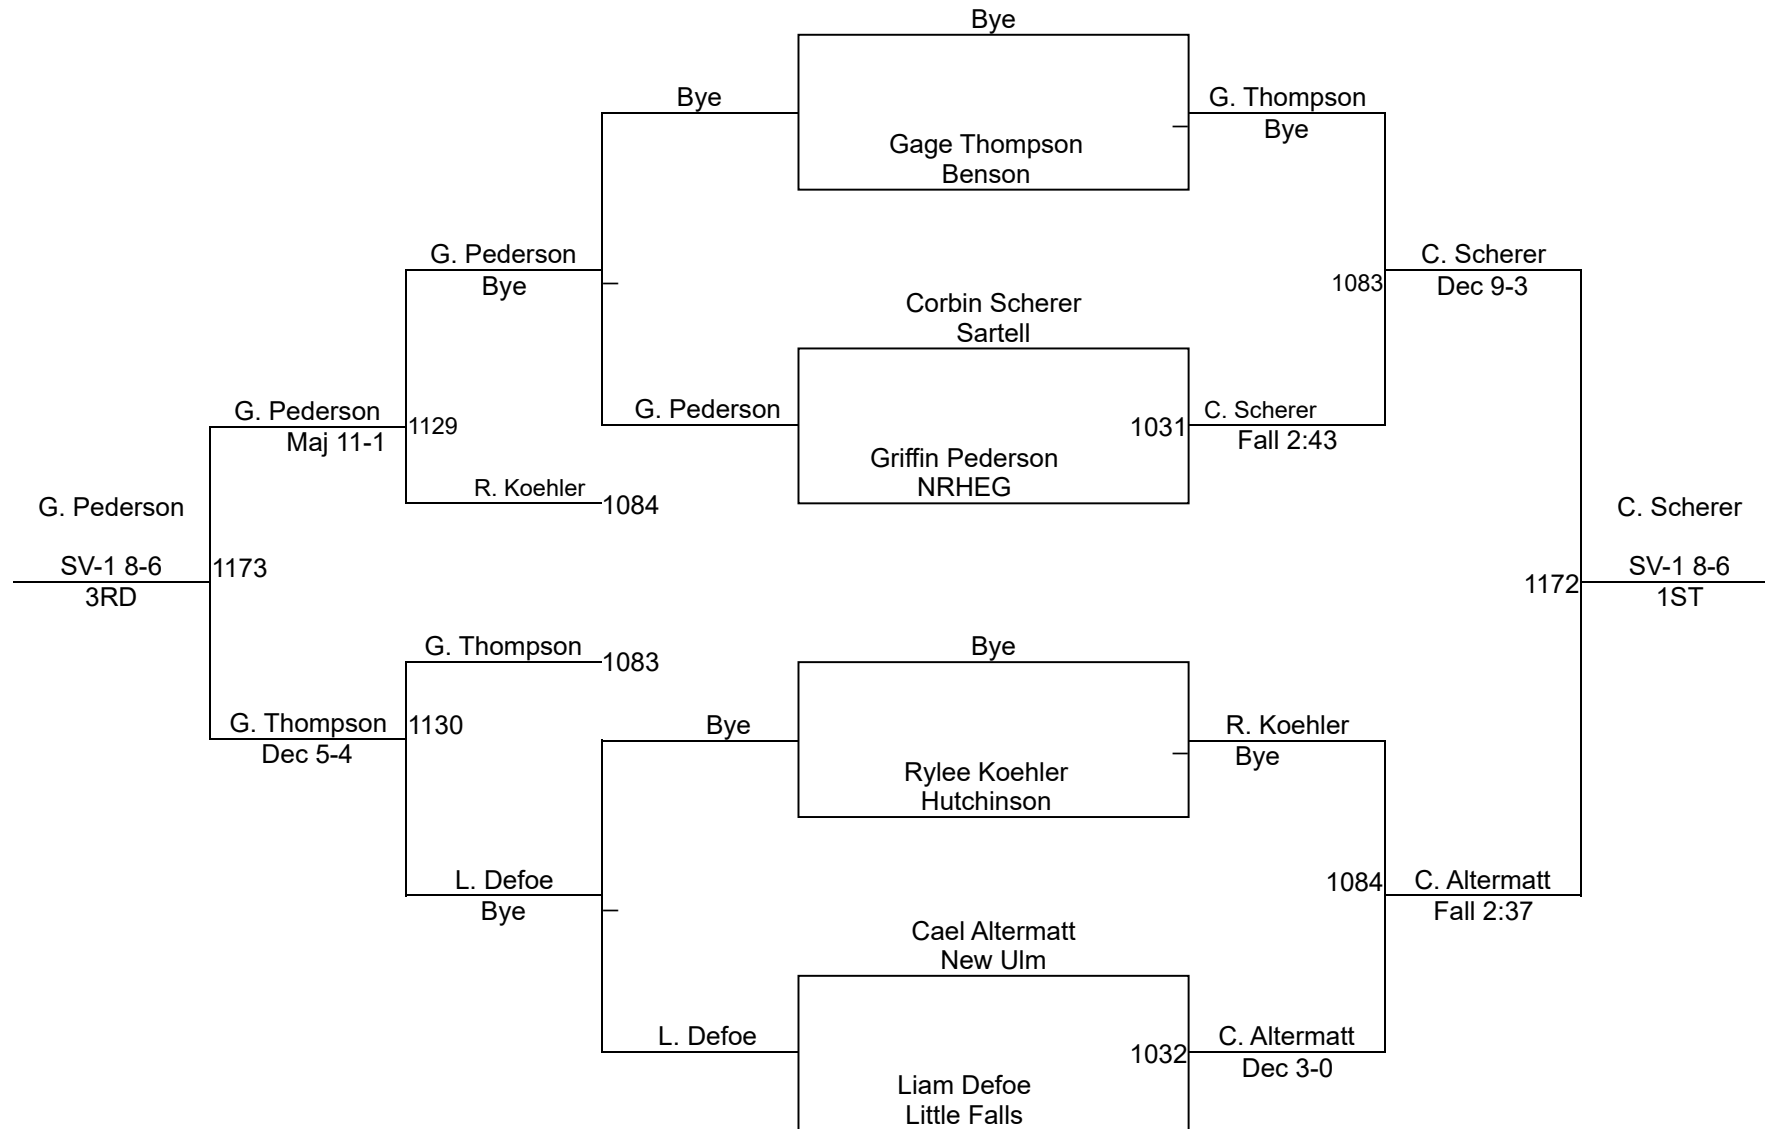 Bye
Bye
G. Thompson
Bye
Gage Thompson
Benson
G. Pederson
Bye
C. Scherer
Dec 9-3
1083
Corbin Scherer
Sartell
G. Pederson
Maj 11-1
1129
G. Pederson
1031
C. Scherer
Fall 2:43
Griffin Pederson
NRHEG
R. Koehler
1084
G. Pederson
SV-1 8-6
3RD
1173
C. Scherer
SV-1 8-6
1ST
1172
G. Thompson
1083
Bye
G. Thompson
Dec 5-4
1130
Bye
R. Koehler
Bye
Rylee Koehler
Hutchinson
L. Defoe
Bye
1084
C. Altermatt
Fall 2:37
Cael Altermatt
New Ulm
L. Defoe
1032
C. Altermatt
Dec 3-0
Liam Defoe
Little Falls